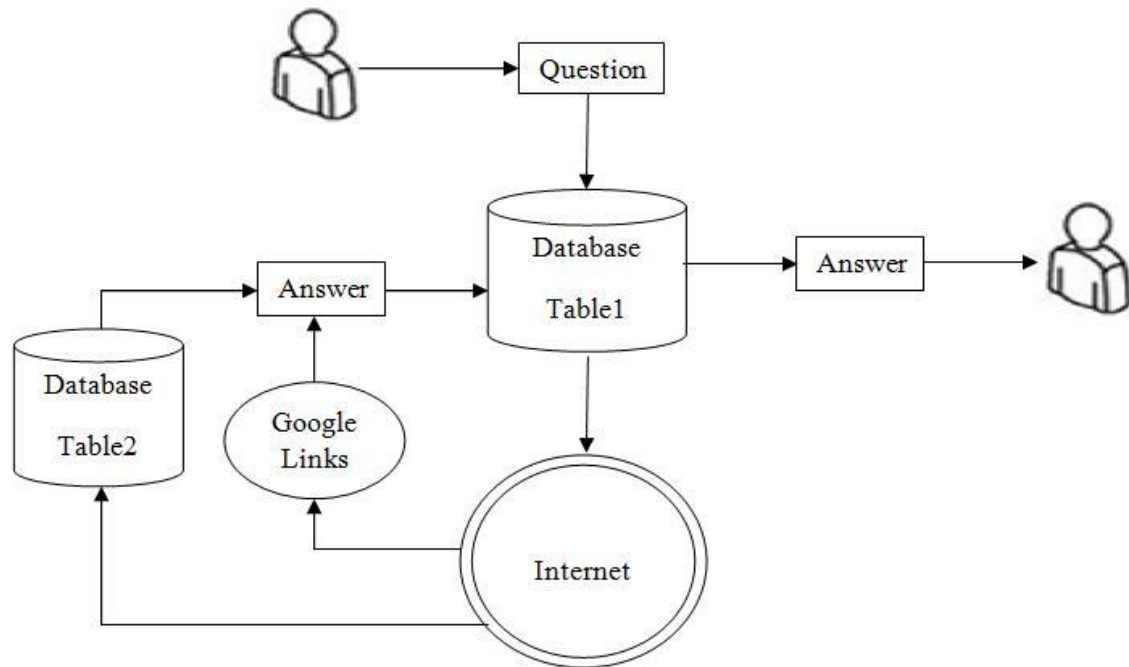 Question
Database
Table1
Answer
Answer
Database
Table2
Google
Links
Internet